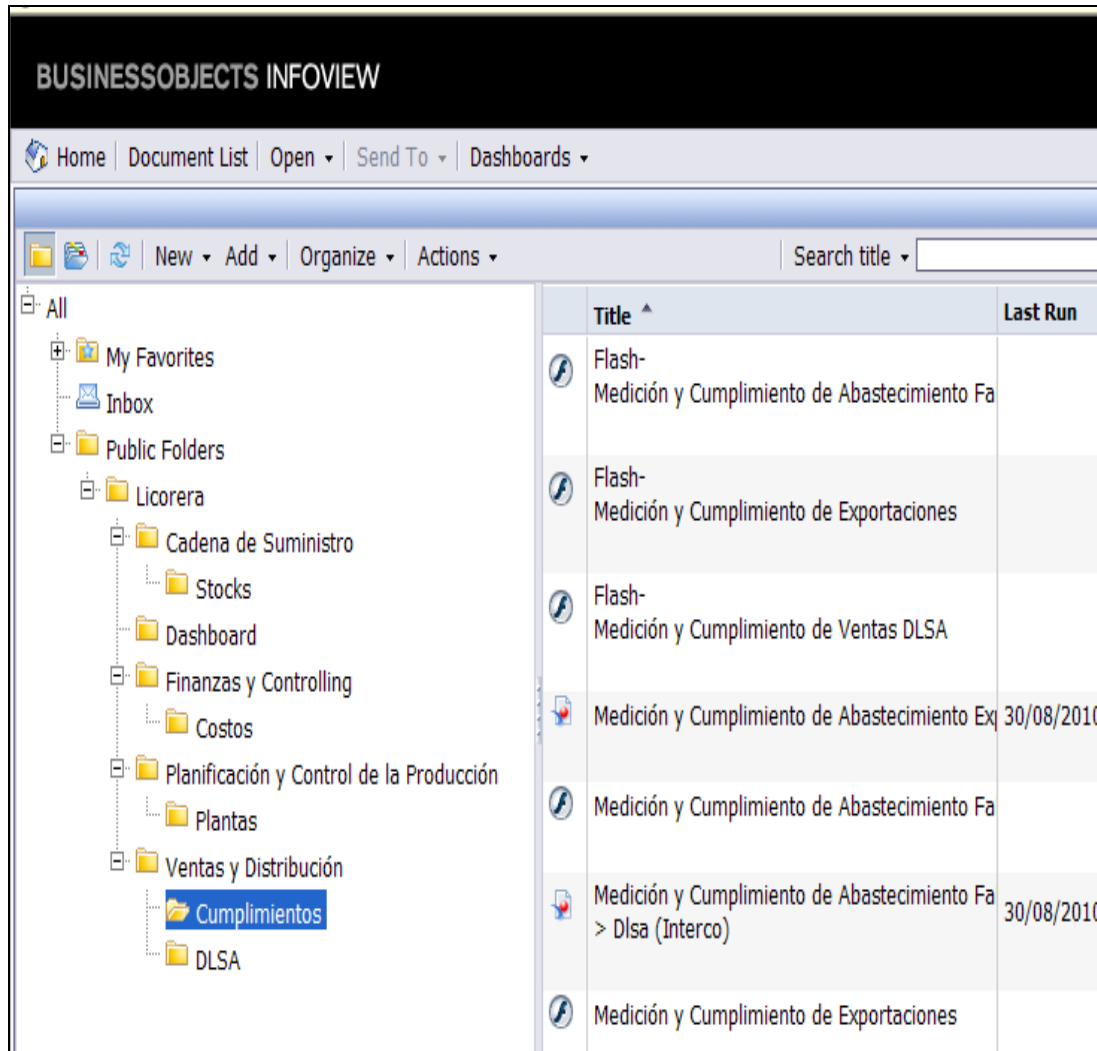 BUSINESSOBJECTS INFOVIEW
Home Document List Open Send To Dashboards
New Add Organize Actions Search title
All
My Favorites
Inbox
Public Folders
Licorera
Cadena de Suministro
Stocks
Dashboard
Finanzas y Controlling
Costos
Planificación y Control de la Producción
Plantas
Ventas y Distribución
Cumplimientos
DLSA
Title Last Run
Flash-
Medición y Cumplimiento de Abastecimiento Fa
Flash-
Medición y Cumplimiento de Exportaciones
Flash-
Medición y Cumplimiento de Ventas DLSA
Medición y Cumplimiento de Abastecimiento Ex 30/08/2010
Medición y Cumplimiento de Abastecimiento Fa
Medición y Cumplimiento de Abastecimiento Fa
> Dlsa (Interco) 30/08/2010
Medición y Cumplimiento de Exportaciones